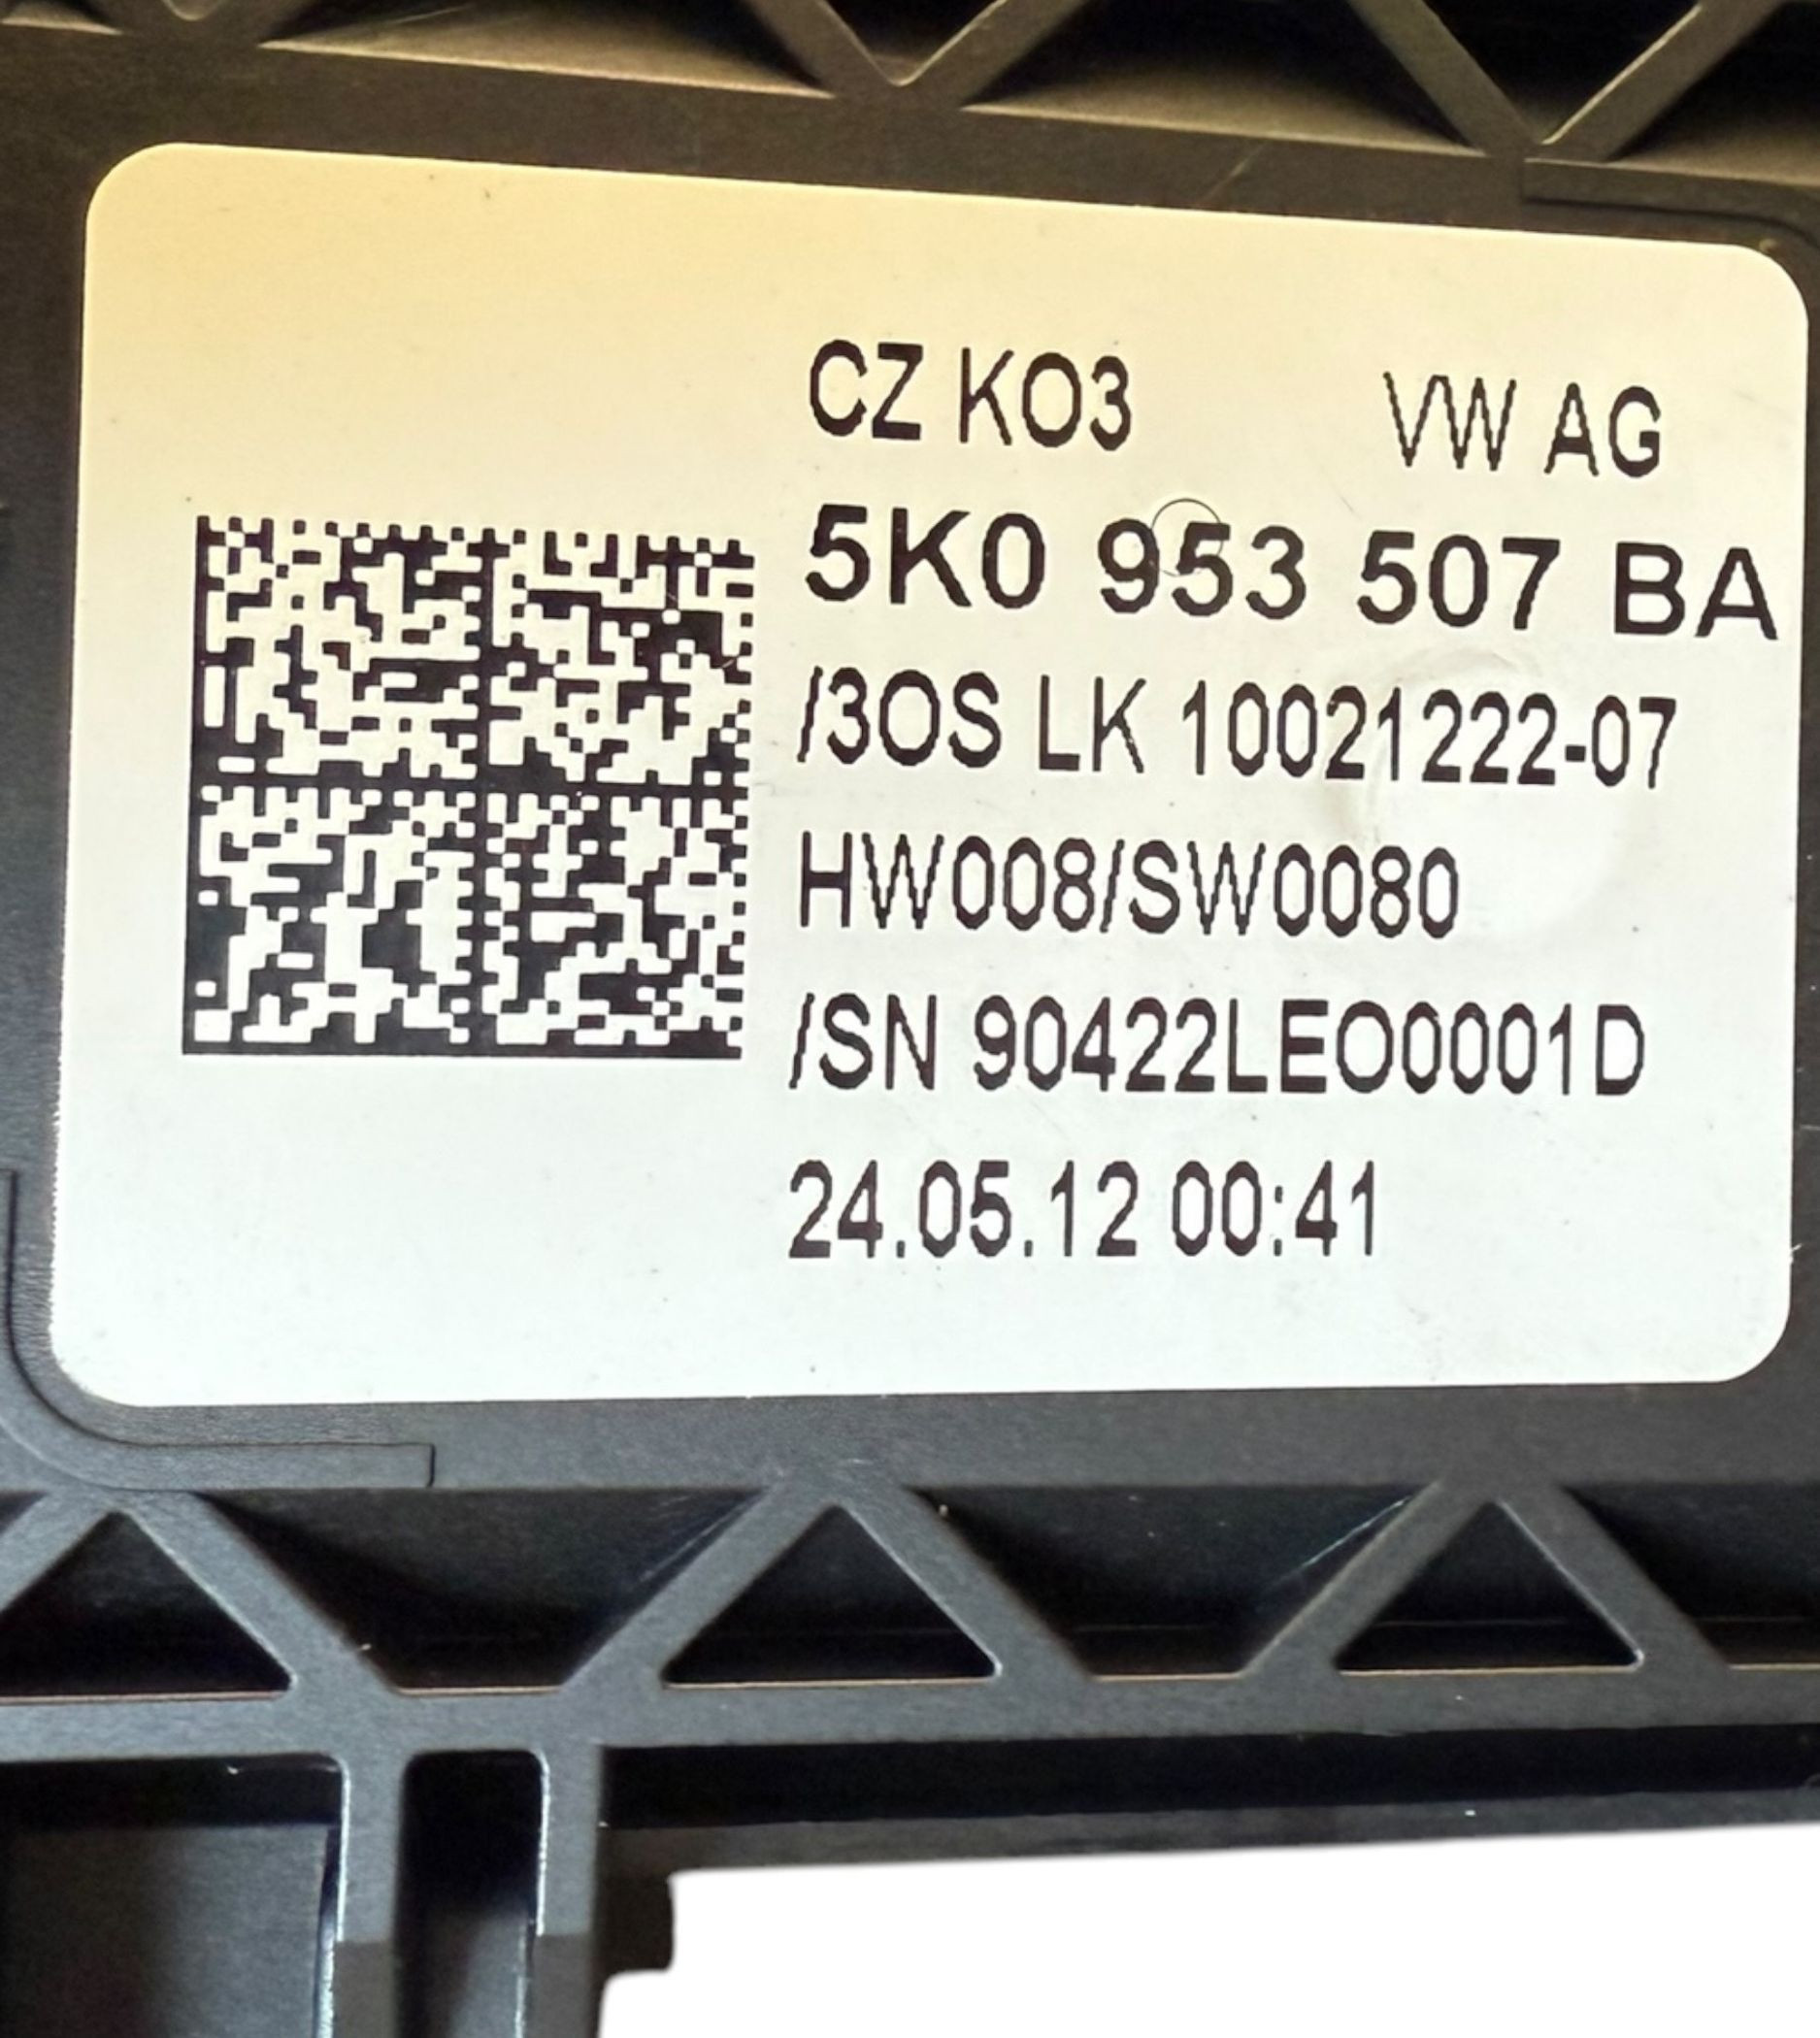 CZ KO3 VW AG
5K0 953 507 BA
/3OS LK 10021222-07
HW008/SW0080
/SN 90422LEO0001D
24.05.12 00:41